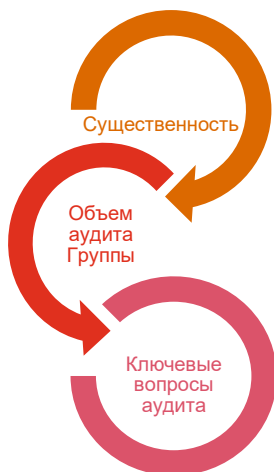 Существенность
Объем
аудита
Группы
Ключевые
вопросы
аудита